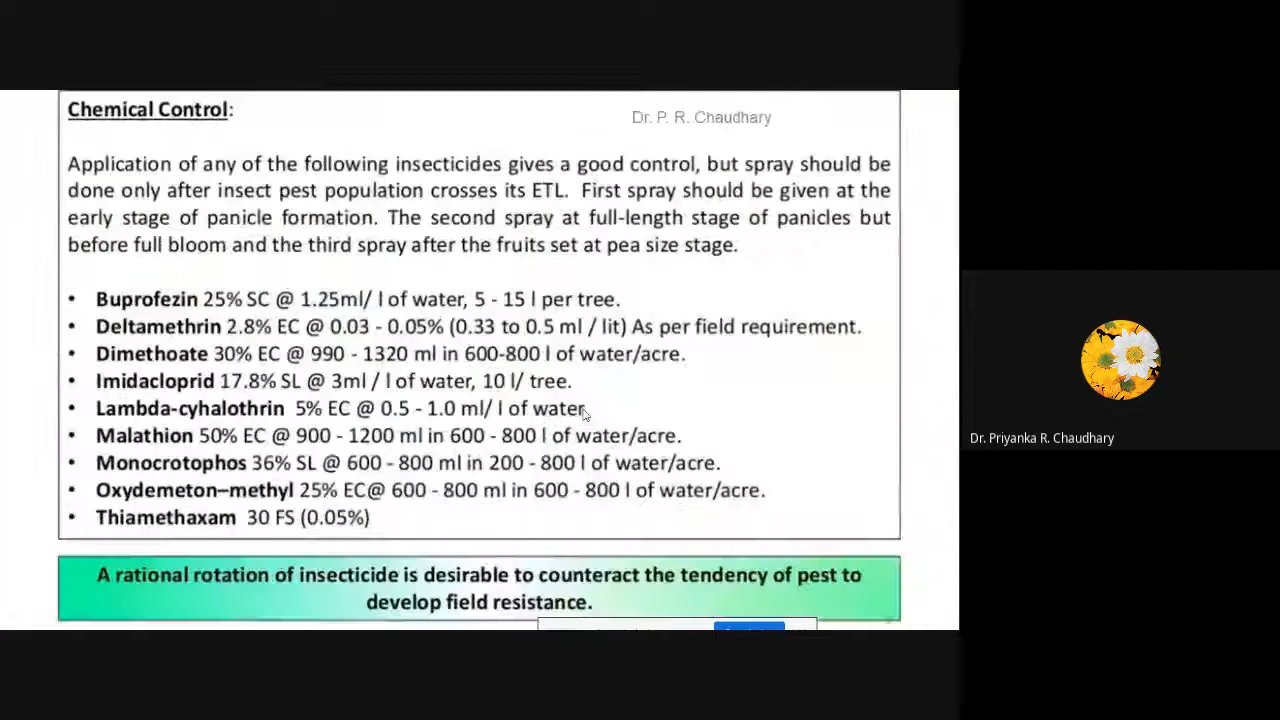 Chemical Control:
Dr. P. R. Chaudhary
Application of any of the following insecticides gives a good control, but spray should be
done only after insect pest population crosses its ETL. First spray should be given at the
early stage of panicle formation. The second spray at full-length stage of panicles but
before full bloom and the third spray after the fruits set at pea size stage.
• Buprofezin 25% SC @ 1.25ml/ l of water, 5 - 15 l per tree.
• Deltamethrin 2.8% EC @ 0.03 - 0.05% (0.33 to 0.5 ml / lit) As per field requirement.
• Dimethoate 30% EC @ 990 - 1320 ml in 600-800 l of water/acre.
• Imidacloprid 17.8% SL @ 3ml / l of water, 10 l/ tree.
• Lambda-cyhalothrin 5% EC @ 0.5 - 1.0 ml/ l of water.
• Malathion 50% EC @ 900 - 1200 ml in 600 - 800 l of water/acre.
• Monocrotophos 36% SL @ 600 - 800 ml in 200 - 800 l of water/acre.
• Oxydemeton–methyl 25% EC@ 600 - 800 ml in 600 - 800 l of water/acre.
• Thiamethaxam 30 FS (0.05%)
A rational rotation of insecticide is desirable to counteract the tendency of pest to
develop field resistance.
Dr. Priyanka R. Chaudhary